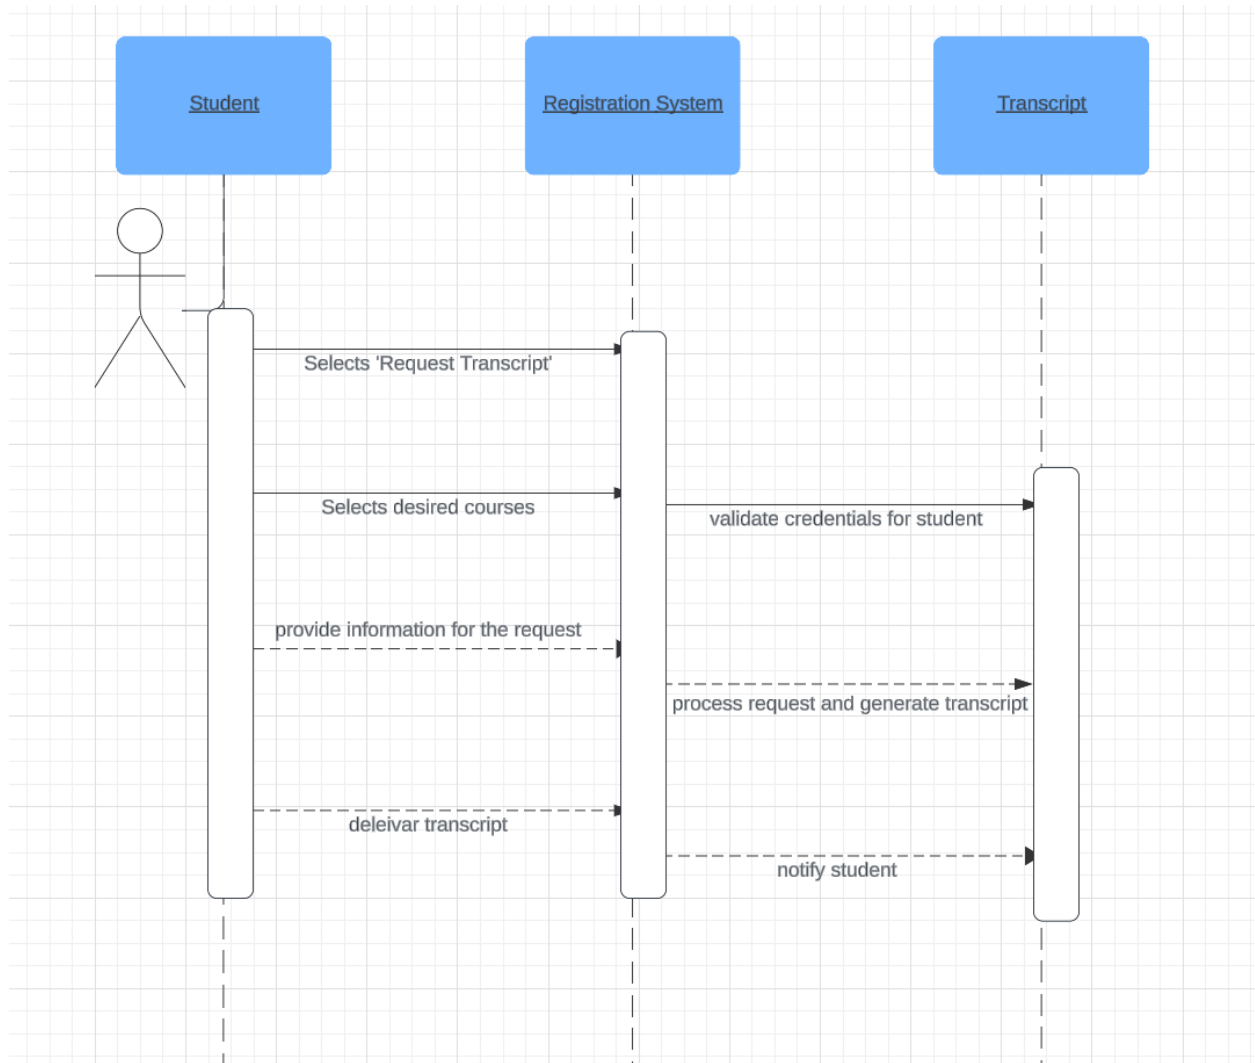 Student
Registration System
Transcript
Selects 'Request Transcript'
Selects desired courses
validate credentials for student
provide information for the request
process request and generate transcript
deleivar transcript
notify student